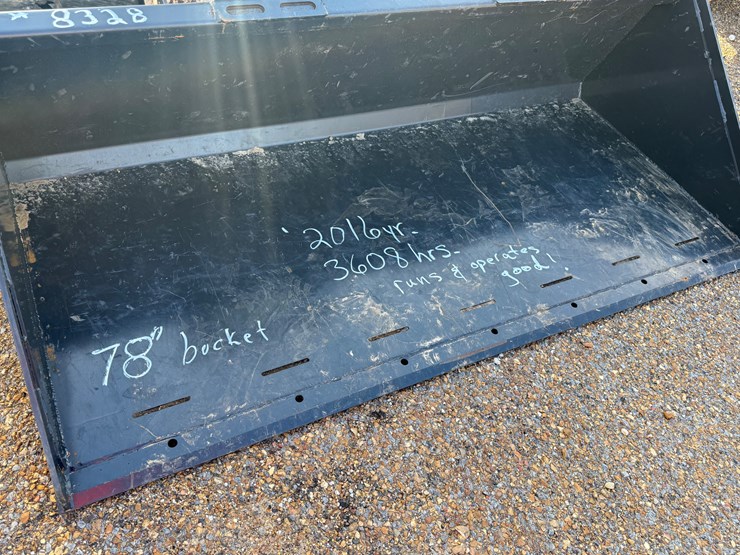 * 8328
2016yr.
3608 hrs.
runs & operates
good!
78" bucket